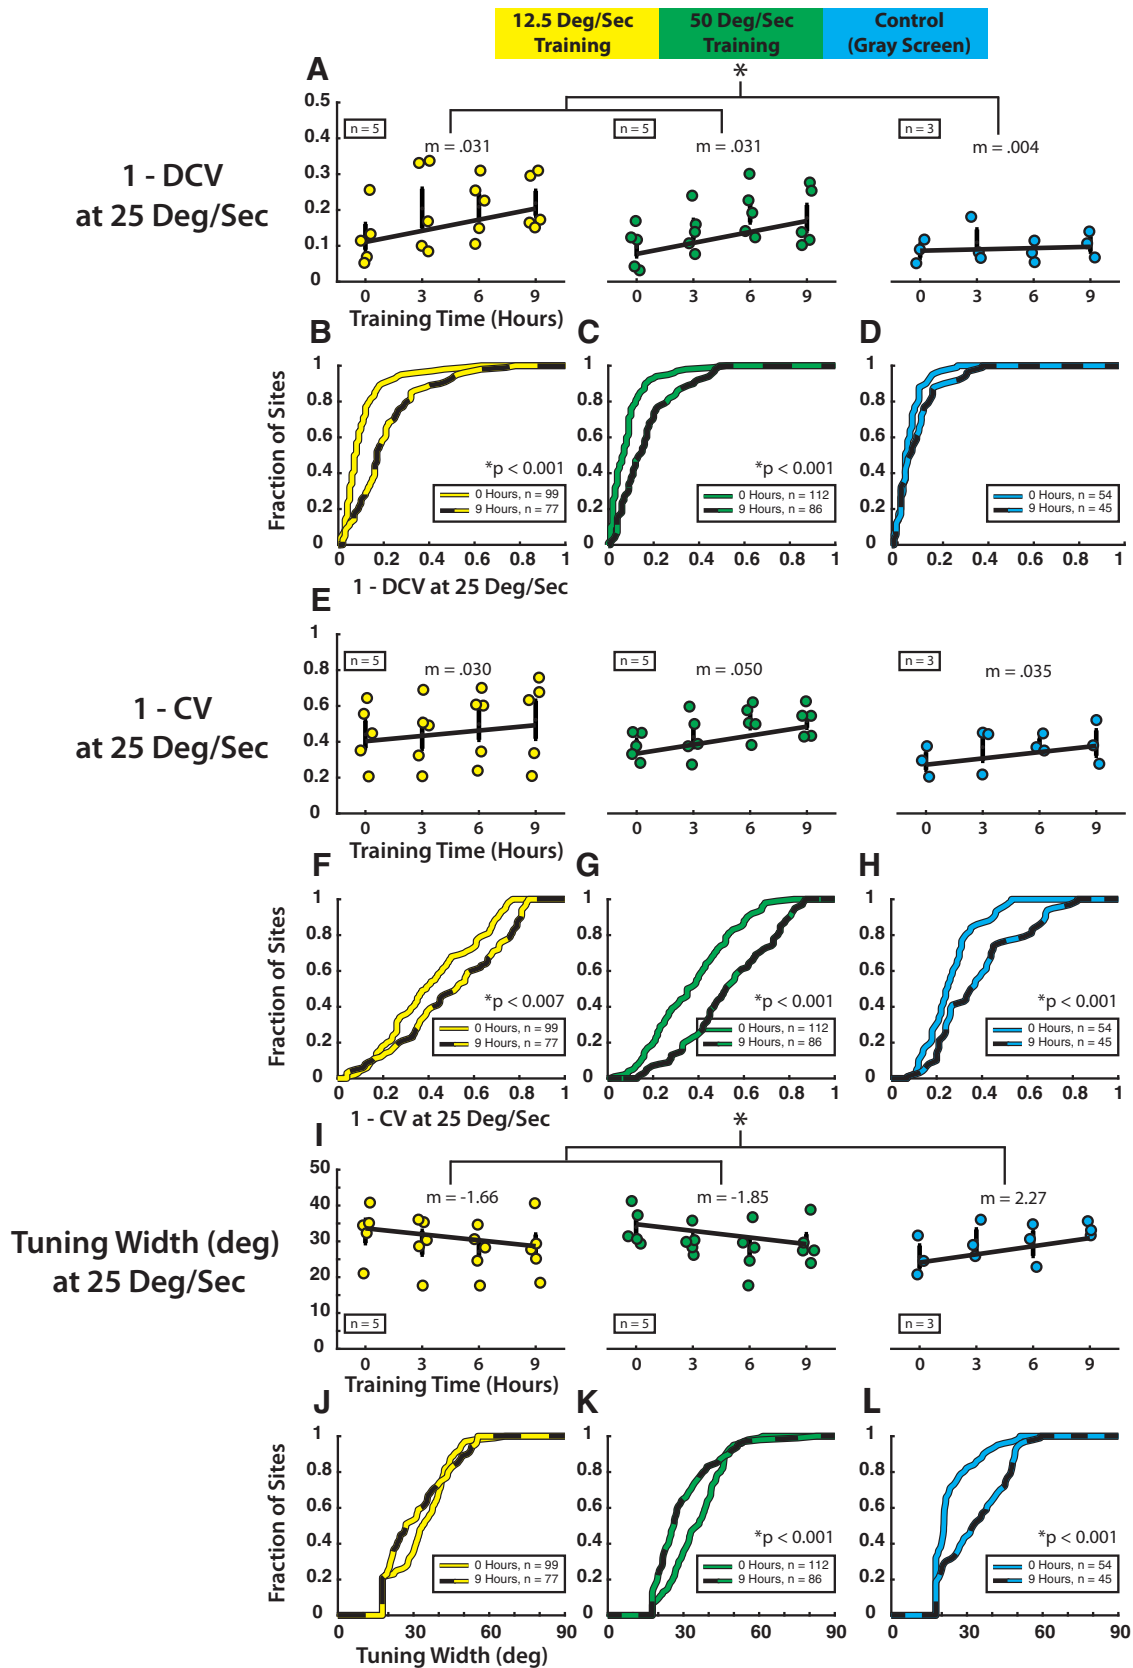 12.5 Deg/Sec Training
50 Deg/Sec Training
Control (Gray Screen)
A
*
1 - DCV
at 25 Deg/Sec
0.5
0.4
0.3
0.2
0.1
0
n = 5
m = .031
n = 5
m = .031
n = 3
m = .004
0 3 6 9
0 3 6 9
0 3 6 9
Training Time (Hours)
B
C
D
Fraction of Sites
1
0.8
0.6
0.4
0.2
0
*p < 0.001
0 Hours, n = 99
9 Hours, n = 77
0 0.2 0.4 0.6 0.8 1
1
0.8
0.6
0.4
0.2
0
*p < 0.001
0 Hours, n = 112
9 Hours, n = 86
0 0.2 0.4 0.6 0.8 1
1
0.8
0.6
0.4
0.2
0
0 Hours, n = 54
9 Hours, n = 45
0 0.2 0.4 0.6 0.8 1
1 - DCV at 25 Deg/Sec
E
1 - CV
at 25 Deg/Sec
1
0.8
0.6
0.4
0.2
0
n = 5
m = .030
n = 5
m = .050
n = 3
m = .035
0 3 6 9
0 3 6 9
0 3 6 9
Training Time (Hours)
F
G
H
Fraction of Sites
1
0.8
0.6
0.4
0.2
0
*p < 0.007
0 Hours, n = 99
9 Hours, n = 77
0 0.2 0.4 0.6 0.8 1
1
0.8
0.6
0.4
0.2
0
*p < 0.001
0 Hours, n = 112
9 Hours, n = 86
0 0.2 0.4 0.6 0.8 1
1
0.8
0.6
0.4
0.2
0
*p < 0.001
0 Hours, n = 54
9 Hours, n = 45
0 0.2 0.4 0.6 0.8 1
1 - CV at 25 Deg/Sec
I
*
Tuning Width (deg)
at 25 Deg/Sec
50
40
30
20
10
0
m = -1.66
n = 5
m = -1.85
n = 5
m = 2.27
n = 3
0 3 6 9
0 3 6 9
0 3 6 9
Training Time (Hours)
J
K
L
Fraction of Sites
1
0.8
0.6
0.4
0.2
0
0 Hours, n = 99
9 Hours, n = 77
0 30 60 90
1
0.8
0.6
0.4
0.2
0
*p < 0.001
0 Hours, n = 112
9 Hours, n = 86
0 30 60 90
1
0.8
0.6
0.4
0.2
0
*p < 0.001
0 Hours, n = 54
9 Hours, n = 45
0 30 60 90
Tuning Width (deg)